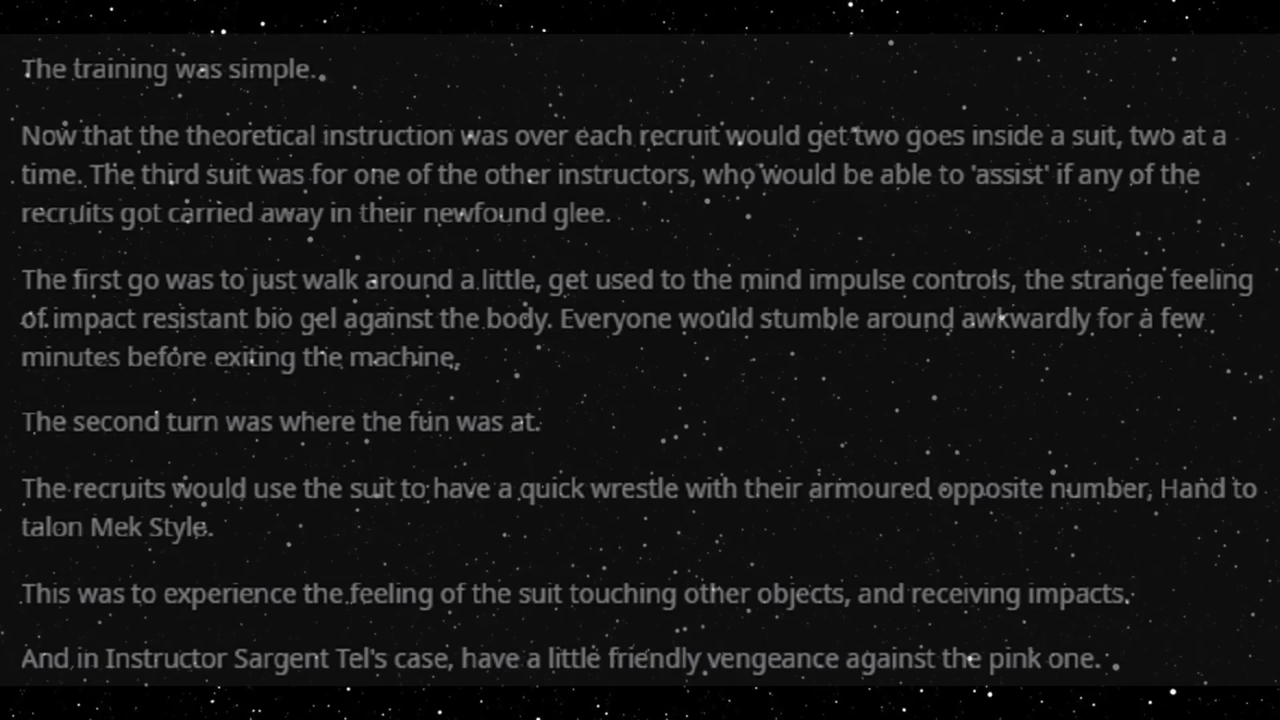 The training was simple.
Now that the theoretical instruction was over each recruit would get two goes inside a suit, two at a
time. The third suit was for one of the other instructors, who would be able to 'assist' if any of the
recruits got carried away in their newfound glee.
The first go was to just walk around a little, get used to the mind impulse controls, the strange feeling
of impact resistant bio gel against the body. Everyone would stumble around awkwardly for a few
minutes before exiting the machine,
The second turn was where the fun was at.
The recruits would use the suit to have a quick wrestle with their armoured opposite number, Hand to
talon Mek Style.
This was to experience the feeling of the suit touching other objects, and receiving impacts.
And in Instructor Sargent Tel's case, have a little friendly vengeance against the pink one.